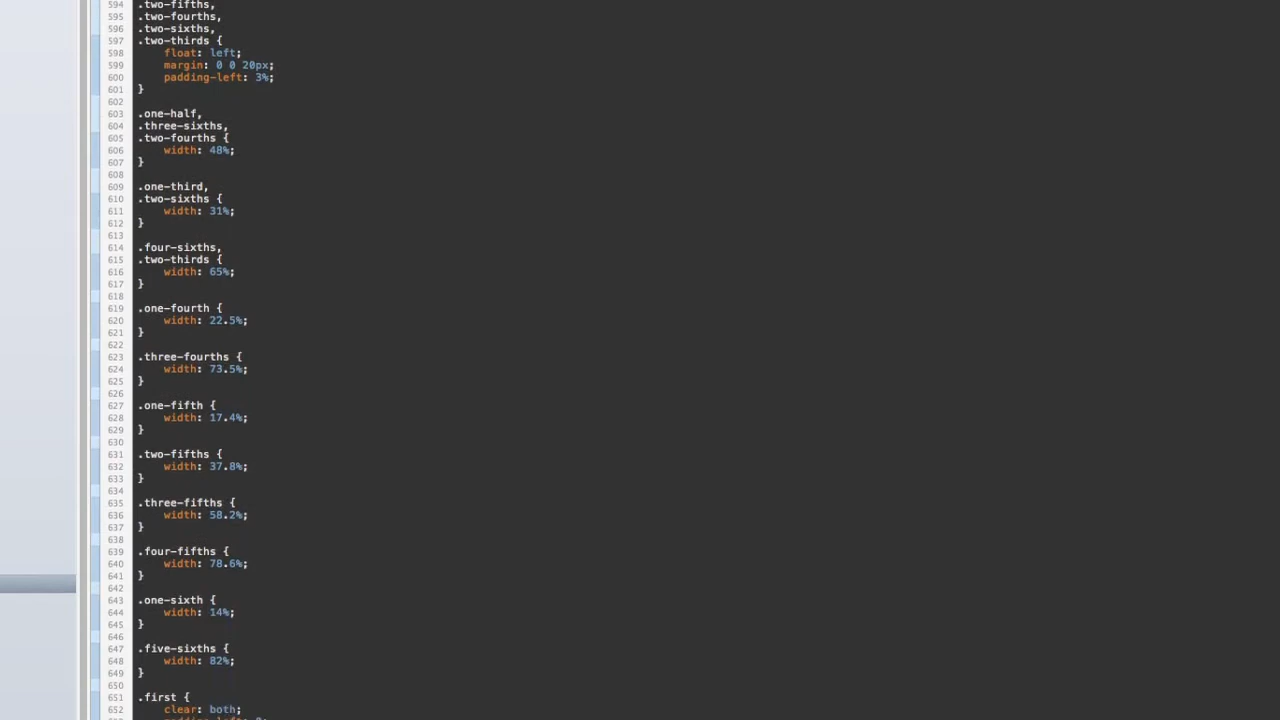 594 .two-fifths,
595 .two-fourths,
596 .two-sixths,
597 .two-thirds {
598 float: left;
599 margin: 0 0 20px;
600 padding-left: 3%;
601 }
602
603 .one-half,
604 .three-sixths,
605 .two-fourths {
606 width: 48%;
607 }
608
609 .one-third,
610 .two-sixths {
611 width: 31%;
612 }
613
614 .four-sixths,
615 .two-thirds {
616 width: 65%;
617 }
618
619 .one-fourth {
620 width: 22.5%;
621 }
622
623 .three-fourths {
624 width: 73.5%;
625 }
626
627 .one-fifth {
628 width: 17.4%;
629 }
630
631 .two-fifths {
632 width: 37.8%;
633 }
634
635 .three-fifths {
636 width: 58.2%;
637 }
638
639 .four-fifths {
640 width: 78.6%;
641 }
642
643 .one-sixth {
644 width: 14%;
645 }
646
647 .five-sixths {
648 width: 82%;
649 }
650
651 .first {
652 clear: both;